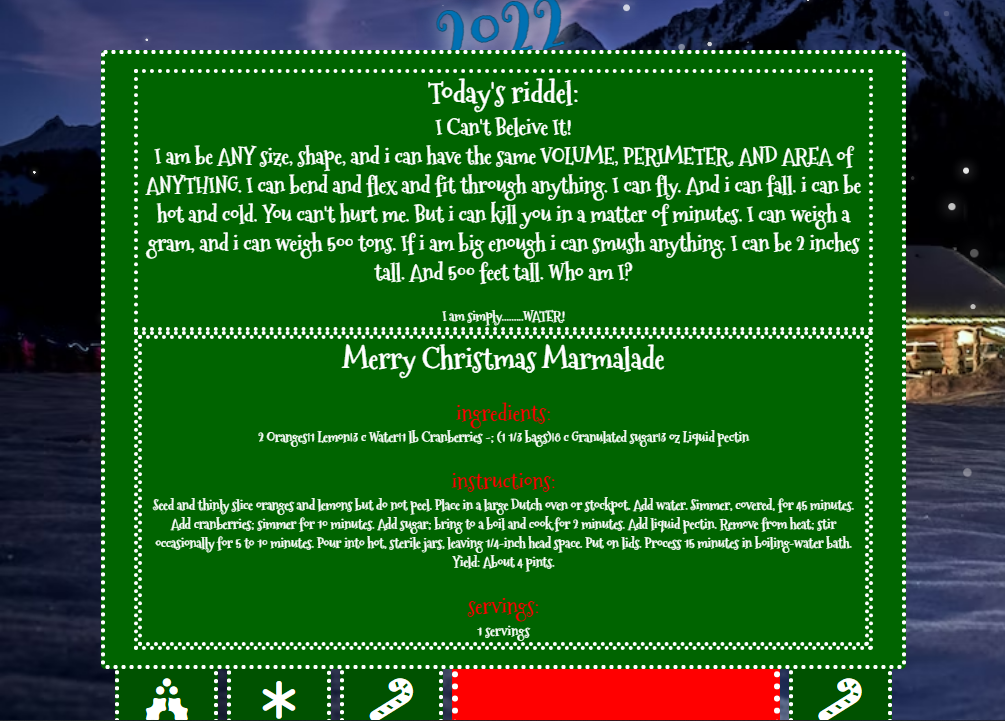 2022
Today's riddel:
I Can't Beleive It!
I am be ANY size, shape, and i can have the same VOLUME, PERIMETER, AND AREA of
ANYTHING. I can bend and flex and fit through anything. I can fly. And i can fall. i can be
hot and cold. You can't hurt me. But i can kill you in a matter of minutes. I can weigh a
gram, and i can weigh 500 tons. If i am big enough i can smush anything. I can be 2 inches
tall. And 500 feet tall. Who am I?
I am simply.........WATER!
Merry Christmas Marmalade
ingredients:
2 Oranges|1 Lemon|3 c Water|1 lb Cranberries -; (1 1/3 bags)|6 c Granulated sugar|3 oz Liquid pectin
instructions:
Seed and thinly slice oranges and lemons but do not peel. Place in a large Dutch oven or stockpot. Add water. Simmer, covered, for 45 minutes.
Add cranberries; simmer for 10 minutes. Add sugar; bring to a boil and cook,for 2 minutes. Add liquid pectin. Remove from heat; stir
occasionally for 5 to 10 minutes. Pour into hot, sterile jars, leaving 1/4-inch head space. Put on lids. Process 15 minutes in boiling-water bath.
Yield: About 4 pints.
servings:
1 servings